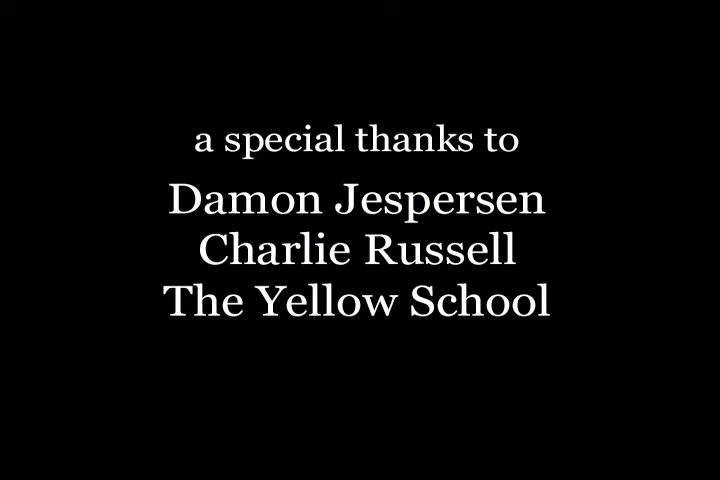 a special thanks to
Damon Jespersen
Charlie Russell
The Yellow School